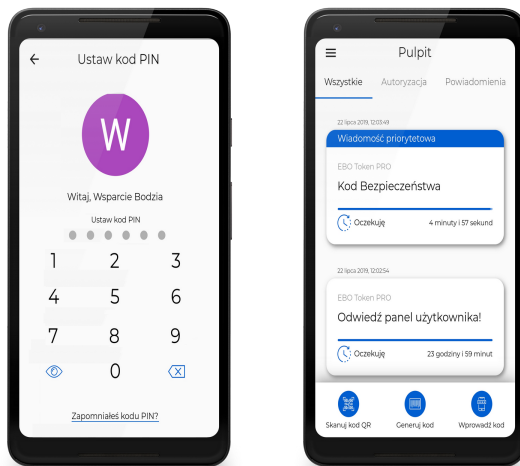 Ustaw kod PIN
W
Witaj, Wsparcie Bodzia
Ustaw kod PIN
1 2 3
4 5 6
7 8 9
0
Zapomniałeś kodu PIN?
Pulpit
Wszystkie Autoryzacja Powiadomienia
22 lipca 2019, 12:03:49
Wiadomość priorytetowa
EBO Token PRO
Kod Bezpieczeństwa
Oczekuję 4 minuty i 57 sekund
22 lipca 2019, 12:02:54
EBO Token PRO
Odwiedź panel użytkownika!
Oczekuję 23 godziny i 59 minut
Skanuj kod QR Generuj kod Wprowadź kod